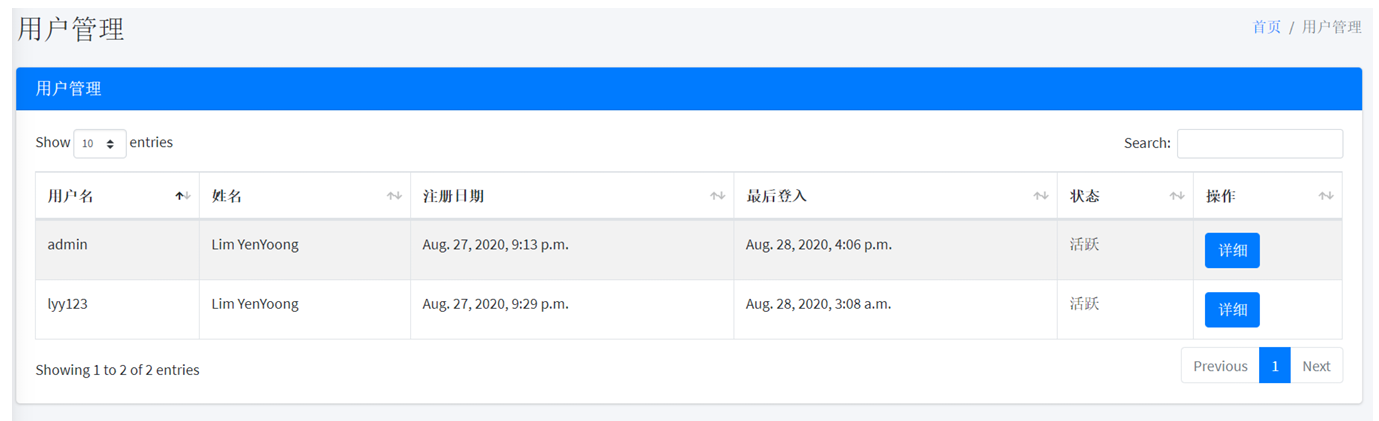 用户管理
首页 / 用户管理
用户管理
Show 10 entries
Search:
用户名 姓名 注册日期 最后登入 状态 操作
admin Lim YenYoong Aug. 27, 2020, 9:13 p.m. Aug. 28, 2020, 4:06 p.m. 活跃 详细
lyy123 Lim YenYoong Aug. 27, 2020, 9:29 p.m. Aug. 28, 2020, 3:08 a.m. 活跃 详细
Showing 1 to 2 of 2 entries
Previous 1 Next